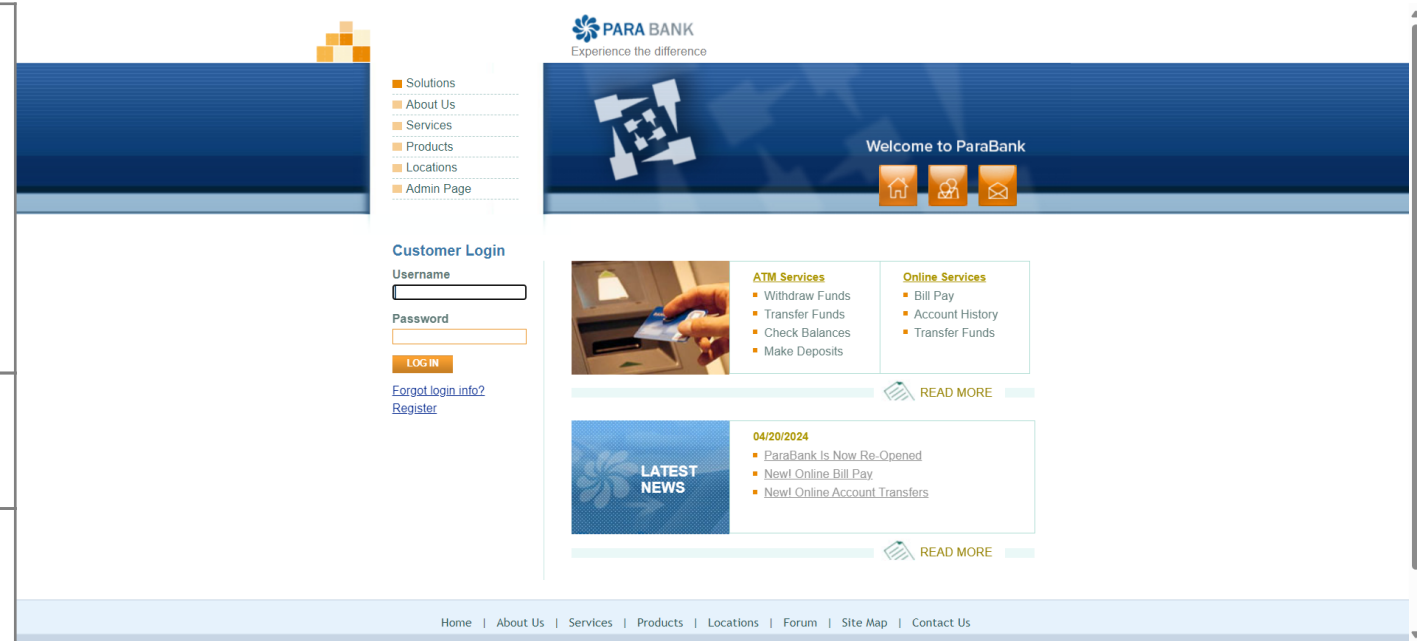 PARA BANK
Experience the difference
Solutions
About Us
Services
Products
Locations
Admin Page
Welcome to ParaBank
Customer Login
Username
Password
LOG IN
Forgot login info?
Register
ATM Services
Withdraw Funds
Transfer Funds
Check Balances
Make Deposits
Online Services
Bill Pay
Account History
Transfer Funds
READ MORE
LATEST
NEWS
04/20/2024
ParaBank Is Now Re-Opened
New! Online Bill Pay
New! Online Account Transfers
READ MORE
Home | About Us | Services | Products | Locations | Forum | Site Map | Contact Us